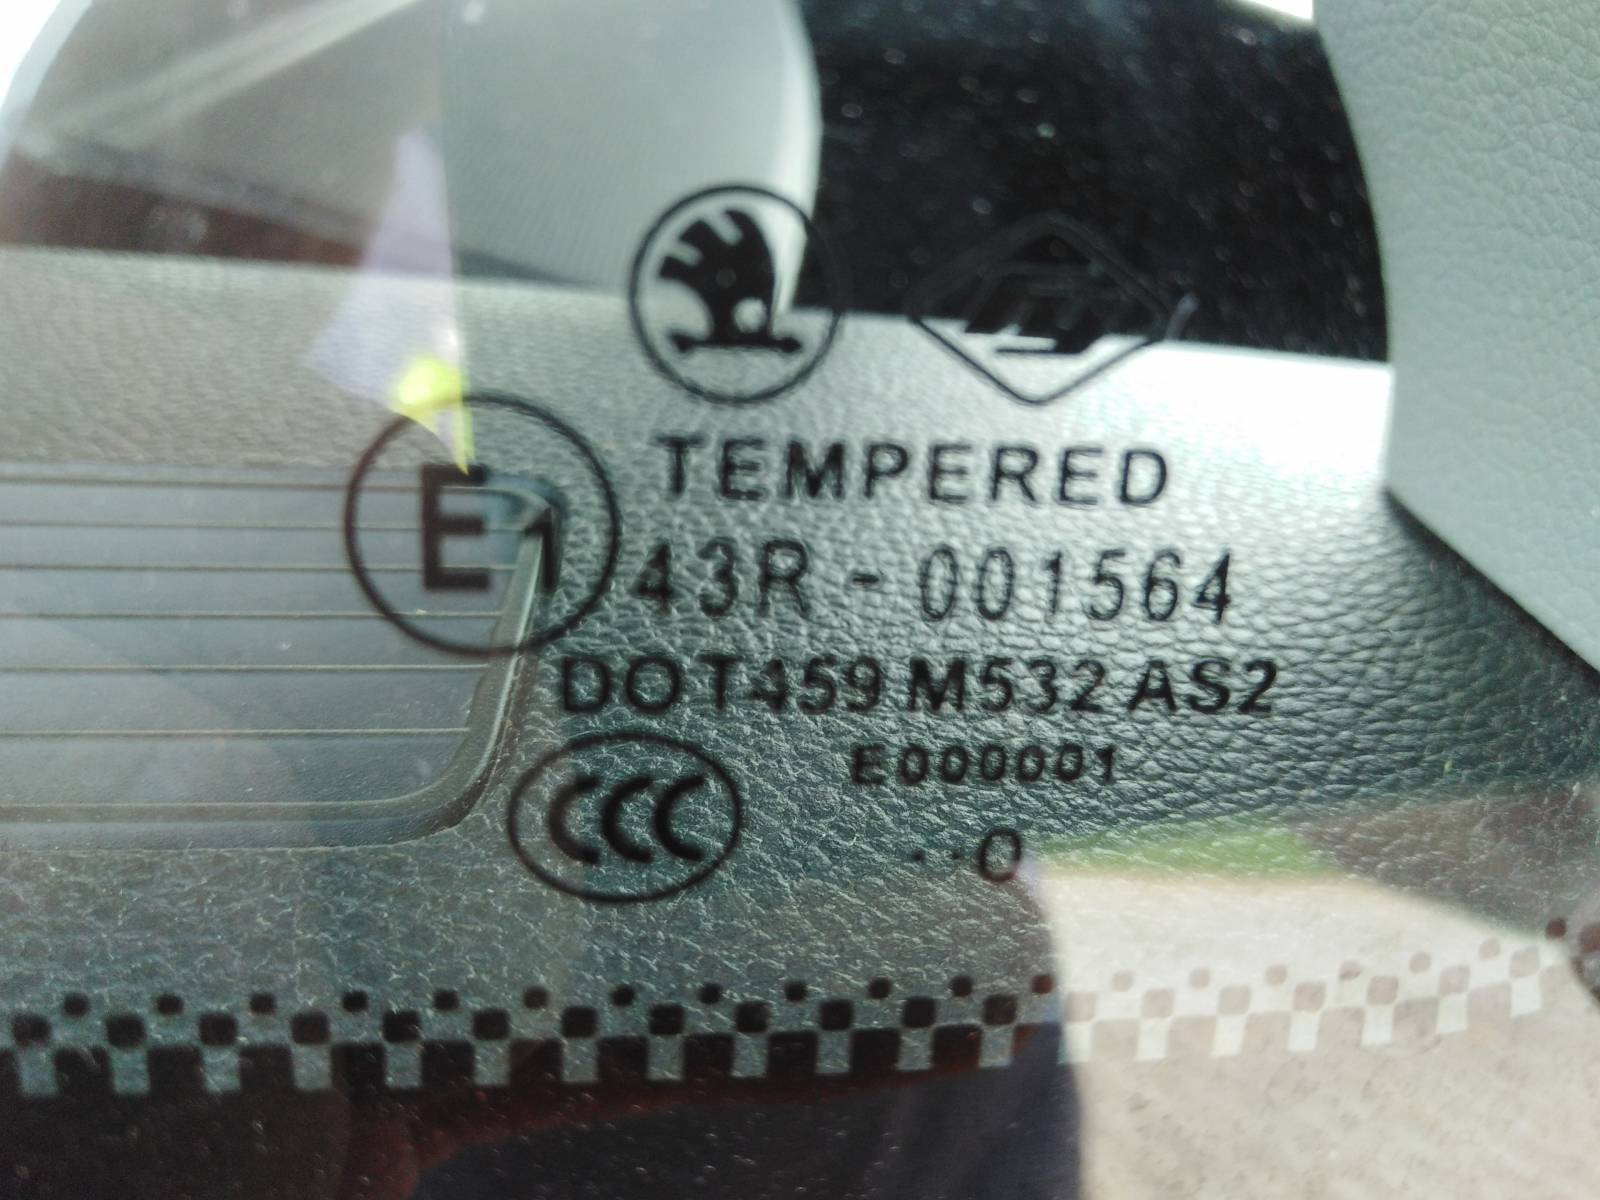 TEMPERED
E1
43R - 001564
DOT459 M532 AS2
E000001
CCC
··O